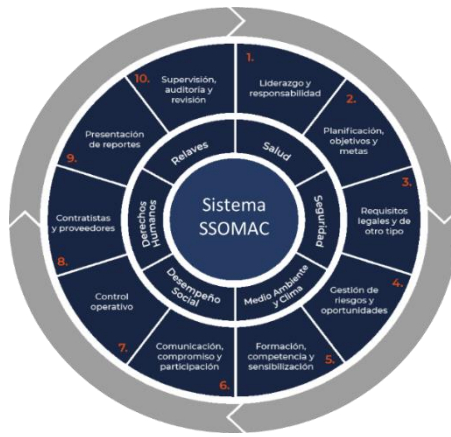 1.
Liderazgo y
responsabilidad
2.
Planificación,
objetivos y
metas
3.
Requisitos
legales y de
otro tipo
4.
Gestión de
riesgos y
oportunidades
5.
Formación,
competencia y
sensibilización
6.
Comunicación,
compromiso y
participación
7.
Control
operativo
8.
Contratistas
y proveedores
9.
Presentación
de reportes
10.
Supervisión,
auditoría y
revisión
Salud
Seguridad
Medio Ambiente
y Clima
Desempeño
Social
Derechos
Humanos
Relaves
Sistema
SSOMAC